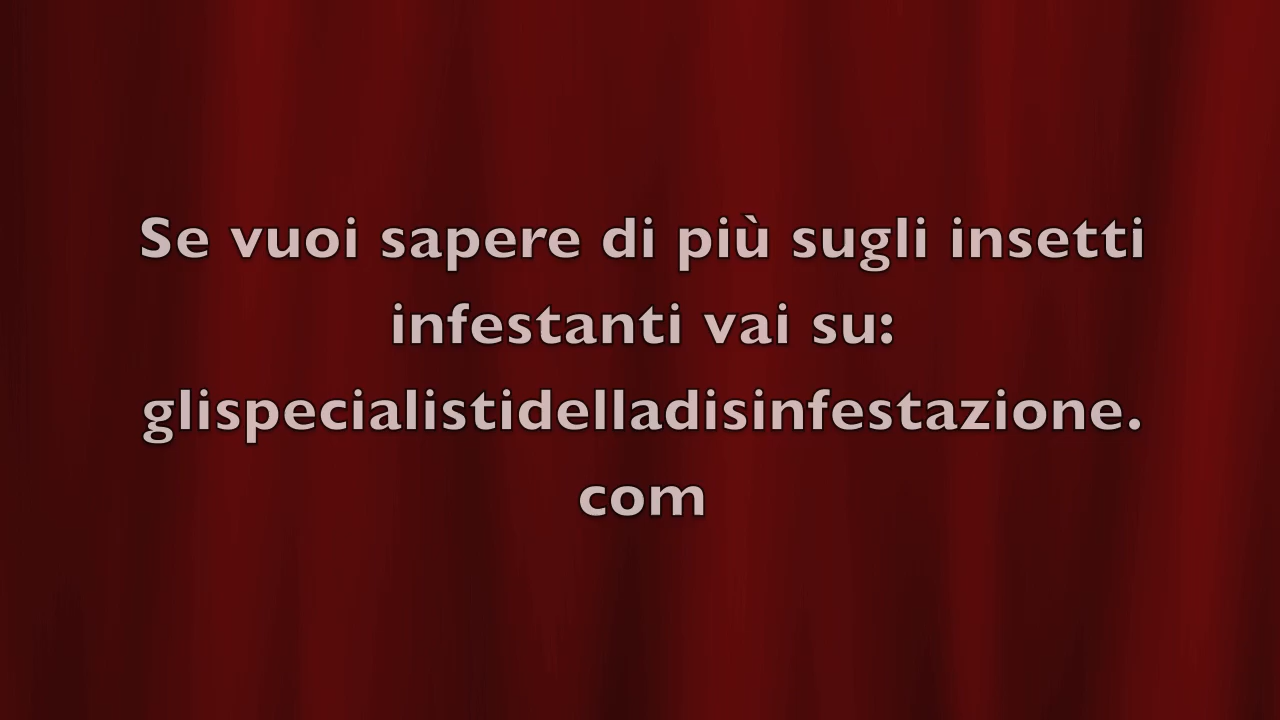 Se vuoi sapere di più sugli insetti
infestanti vai su:
glispecialistidelladisinfestazione.
com